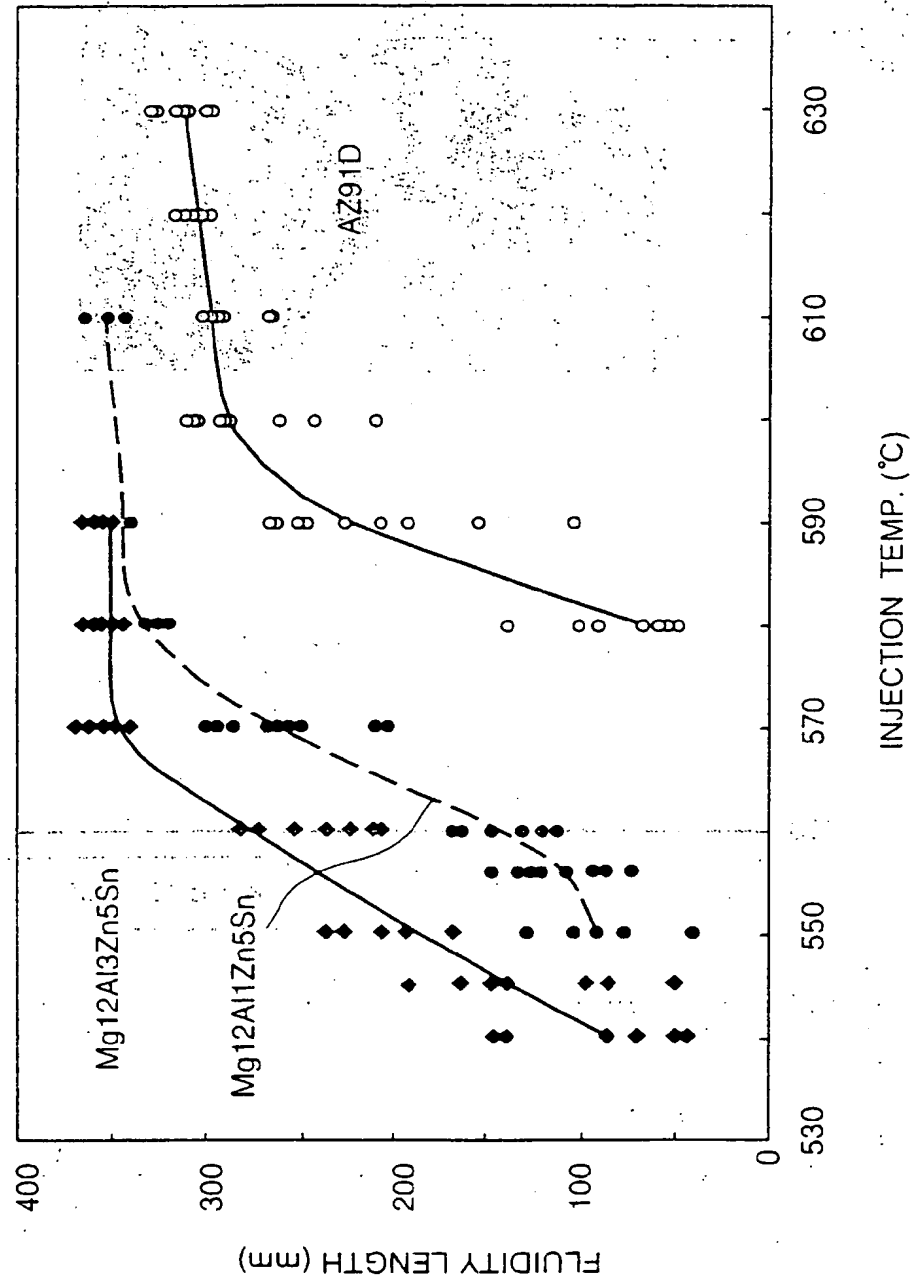 FLUIDITY LENGTH (mm)
400
300
200
100
0
Mg12Al3Zn5Sn
Mg12Al1Zn5Sn
AZ91D
530
550
570
590
610
630
INJECTION TEMP. (°C)